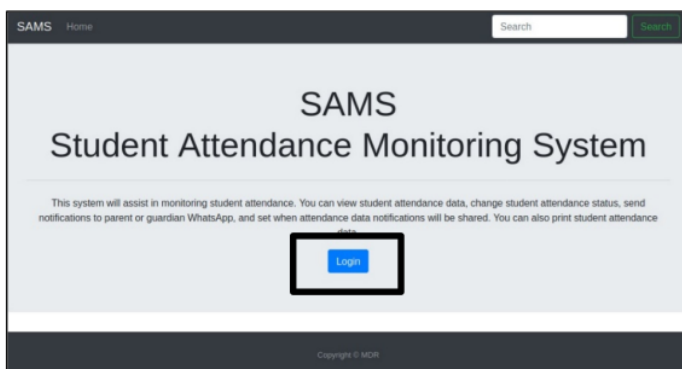 SAMS Home Search Search
SAMS
Student Attendance Monitoring System
This system will assist in monitoring student attendance. You can view student attendance data, change student attendance status, send
notifications to parent or guardian WhatsApp, and set when attendance data notifications will be shared. You can also print student attendance
data.
Login
Copyright © MDR